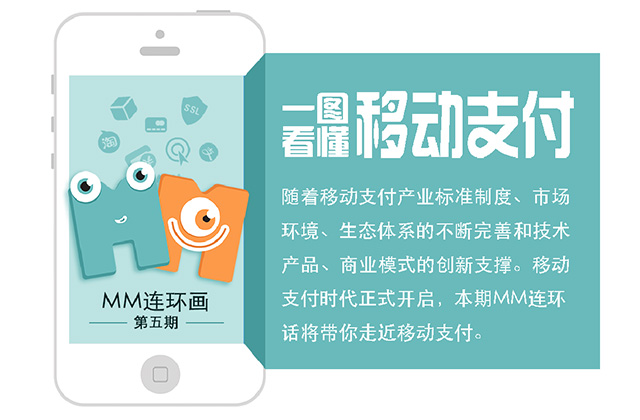 SSL
淘
MM连环画
第五期
一图
看懂
移动支付
随着移动支付产业标准制度、市场
环境、生态体系的不断完善和技术
产品、商业模式的创新支撑。移动
支付时代正式开启，本期MM连环
话将带你走近移动支付。